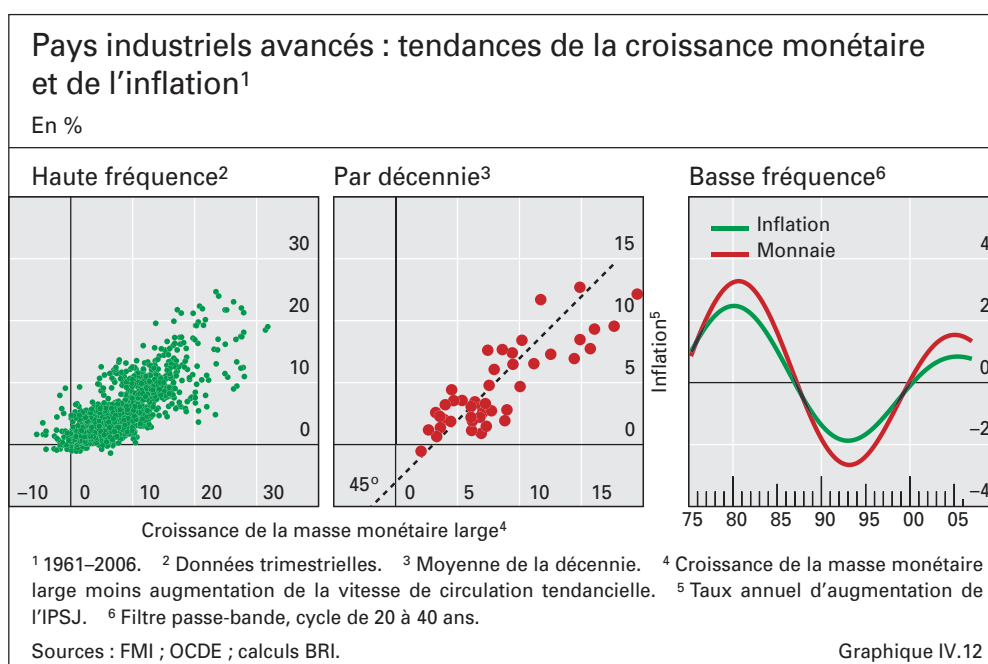 Pays industriels avancés : tendances de la croissance monétaire
et de l'inflation¹
En %
Haute fréquence²
Par décennie³
Basse fréquence⁶
30
20
10
0
–10 0 10 20 30
15
10
5
0
45°
0 5 10 15
Inflation⁵
Inflation
Monnaie
4
2
0
–2
–4
75 80 85 90 95 00 05
Croissance de la masse monétaire large⁴
¹ 1961–2006. ² Données trimestrielles. ³ Moyenne de la décennie. ⁴ Croissance de la masse monétaire
large moins augmentation de la vitesse de circulation tendancielle. ⁵ Taux annuel d'augmentation de
l'IPSJ. ⁶ Filtre passe-bande, cycle de 20 à 40 ans.
Sources : FMI ; OCDE ; calculs BRI.
Graphique IV.12